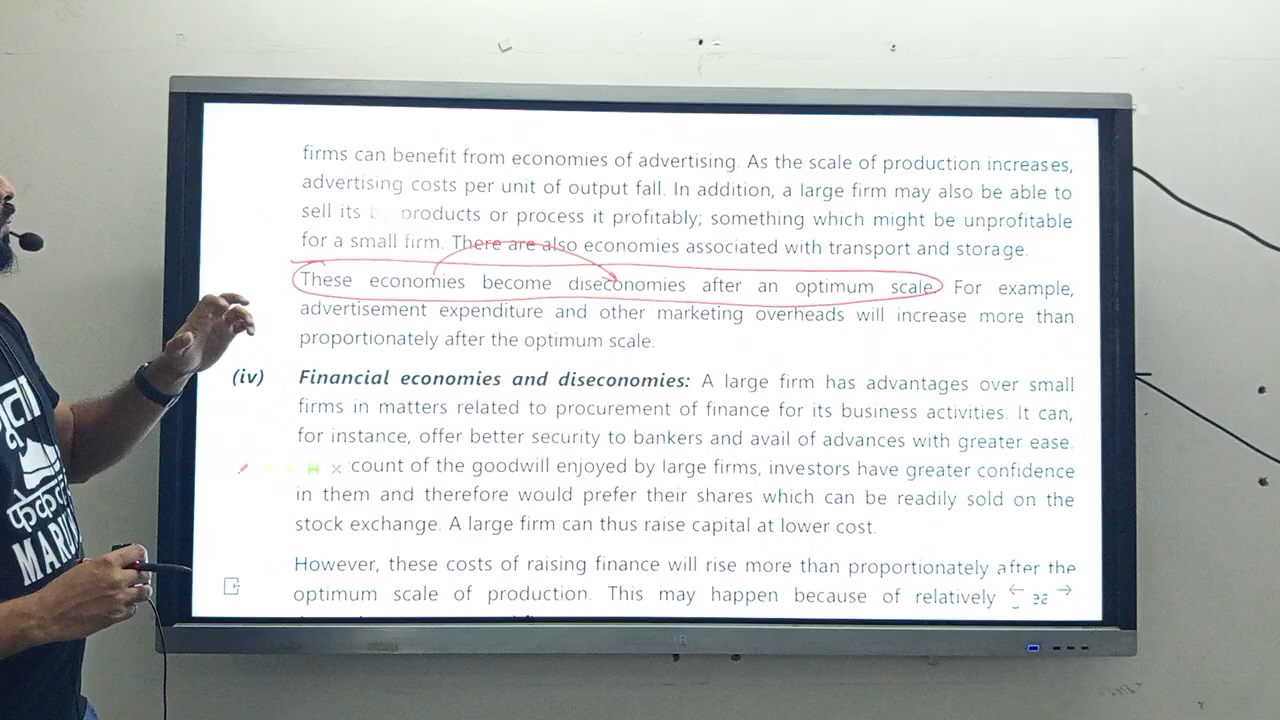 firms can benefit from economies of advertising. As the scale of production increases,
advertising costs per unit of output fall. In addition, a large firm may also be able to
sell its products or process it profitably; something which might be unprofitable
for a small firm. There are also economies associated with transport and storage.
These economies become diseconomies after an optimum scale. For example,
advertisement expenditure and other marketing overheads will increase more than
proportionately after the optimum scale.
(iv) Financial economies and diseconomies: A large firm has advantages over small
firms in matters related to procurement of finance for its business activities. It can,
for instance, offer better security to bankers and avail of advances with greater ease.
count of the goodwill enjoyed by large firms, investors have greater confidence
in them and therefore would prefer their shares which can be readily sold on the
stock exchange. A large firm can thus raise capital at lower cost.
However, these costs of raising finance will rise more than proportionately after the
optimum scale of production. This may happen because of relatively
फेंक